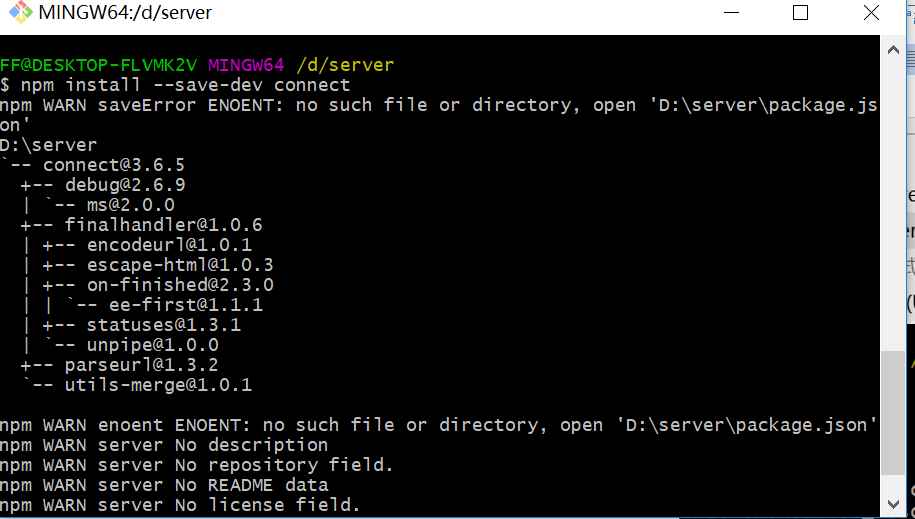 MINGW64:/d/server
FF@DESKTOP-FLVMK2V MINGW64 /d/server
$ npm install --save-dev connect
npm WARN saveError ENOENT: no such file or directory, open 'D:\server\package.js
on'
D:\server
`-- connect@3.6.5
  +-- debug@2.6.9
  | `-- ms@2.0.0
  +-- finalhandler@1.0.6
  | +-- encodeurl@1.0.1
  | +-- escape-html@1.0.3
  | +-- on-finished@2.3.0
  | | `-- ee-first@1.1.1
  | +-- statuses@1.3.1
  | `-- unpipe@1.0.0
  +-- parseurl@1.3.2
  `-- utils-merge@1.0.1
npm WARN enoent ENOENT: no such file or directory, open 'D:\server\package.json'
npm WARN server No description
npm WARN server No repository field.
npm WARN server No README data
npm WARN server No license field.